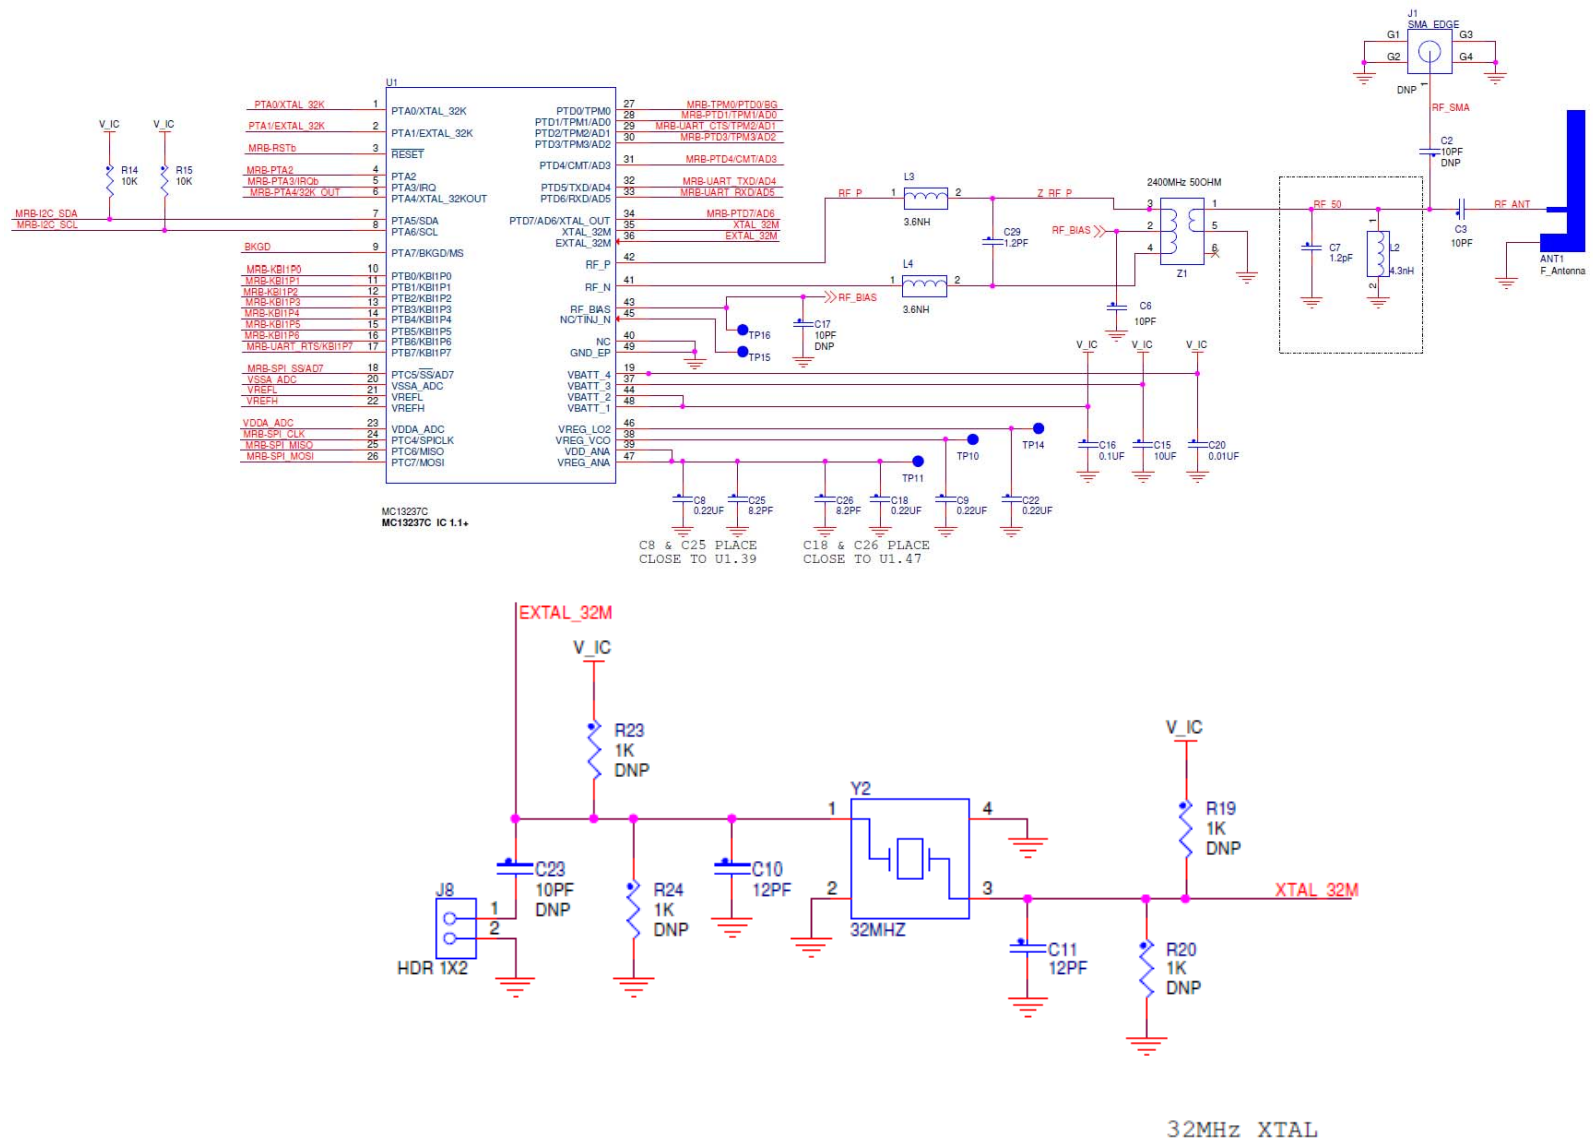 J1
SMA_EDGE
G1
G3
G2
G4
DNP
1
RF_SMA
C2
10PF
DNP
U1
PTA0/XTAL_32K
1
PTA0/XTAL_32K
PTA1/EXTAL_32K
2
PTA1/EXTAL_32K
MRB-RSTb
3
RESET
MRB-PTA2
4
PTA2
MRB-PTA3/IRQb
5
PTA3/IRQ
MRB-PTA4/32K_OUT
6
PTA4/XTAL_32KOUT
V_IC
V_IC
R14
10K
R15
10K
MRB-I2C_SDA
7
PTA5/SDA
MRB-I2C_SCL
8
PTA6/SCL
BKGD
9
PTA7/BKGD/MS
MRB-KBI1P0
10
PTB0/KBI1P0
MRB-KBI1P1
11
PTB1/KBI1P1
MRB-KBI1P2
12
PTB2/KBI1P2
MRB-KBI1P3
13
PTB3/KBI1P3
MRB-KBI1P4
14
PTB4/KBI1P4
MRB-KBI1P5
15
PTB5/KBI1P5
MRB-KBI1P6
16
PTB6/KBI1P6
MRB-UART_RTS/KBI1P7
17
PTB7/KBI1P7
MRB-SPI_SS/AD7
18
PTC5/SS/AD7
VSSA_ADC
20
VSSA_ADC
VREFL
21
VREFL
VREFH
22
VREFH
VDDA_ADC
23
VDDA_ADC
MRB-SPI_CLK
24
PTC4/SPICLK
MRB-SPI_MISO
25
PTC6/MISO
MRB-SPI_MOSI
26
PTC7/MOSI
PTD0/TPM0
27
MRB-TPM0/PTD0/BG
PTD1/TPM1/AD0
28
MRB-PTD1/TPM1/AD0
PTD2/TPM2/AD1
29
MRB-UART_CTS/TPM2/AD1
PTD3/TPM3/AD2
30
MRB-PTD3/TPM3/AD2
PTD4/CMT/AD3
31
MRB-PTD4/CMT/AD3
PTD5/TXD/AD4
32
MRB-UART_TXD/AD4
PTD6/RXD/AD5
33
MRB-UART_RXD/AD5
PTD7/AD6/XTAL_OUT
34
MRB-PTD7/AD6
XTAL_32M
35
XTAL_32M
EXTAL_32M
36
EXTAL_32M
RF_P
42
RF_N
41
RF_BIAS
43
NC/TINJ_N
45
NC
40
GND_EP
49
VBATT_4
19
VBATT_3
37
VBATT_2
44
VBATT_1
48
VREG_LO2
46
VREG_VCO
38
VDD_ANA
39
VREG_ANA
47
MC13237C
MC13237C IC 1.1+
RF_P
1
L3
2
3.6NH
Z_RF_P
C29
1.2PF
1
L4
2
3.6NH
RF_BIAS
TP16
TP15
C17
10PF
DNP
2400MHz 50OHM
3
2
4
1
5
6
Z1
RF_BIAS
C6
10PF
RF_50
C7
1.2pF
1
L2
4.3nH
2
C3
10PF
RF_ANT
ANT1
F_Antenna
V_IC
V_IC
V_IC
C16
0.1UF
C15
10UF
C20
0.01UF
TP14
TP10
TP11
C8
0.22UF
C25
8.2PF
C26
8.2PF
C18
0.22UF
C9
0.22UF
C22
0.22UF
C8 & C25 PLACE
CLOSE TO U1.39
C18 & C26 PLACE
CLOSE TO U1.47
EXTAL_32M
V_IC
R23
1K
DNP
C23
10PF
DNP
J8
1
2
HDR 1X2
R24
1K
DNP
C10
12PF
Y2
1
4
2
3
32MHZ
V_IC
R19
1K
DNP
XTAL_32M
C11
12PF
R20
1K
DNP
32MHz XTAL